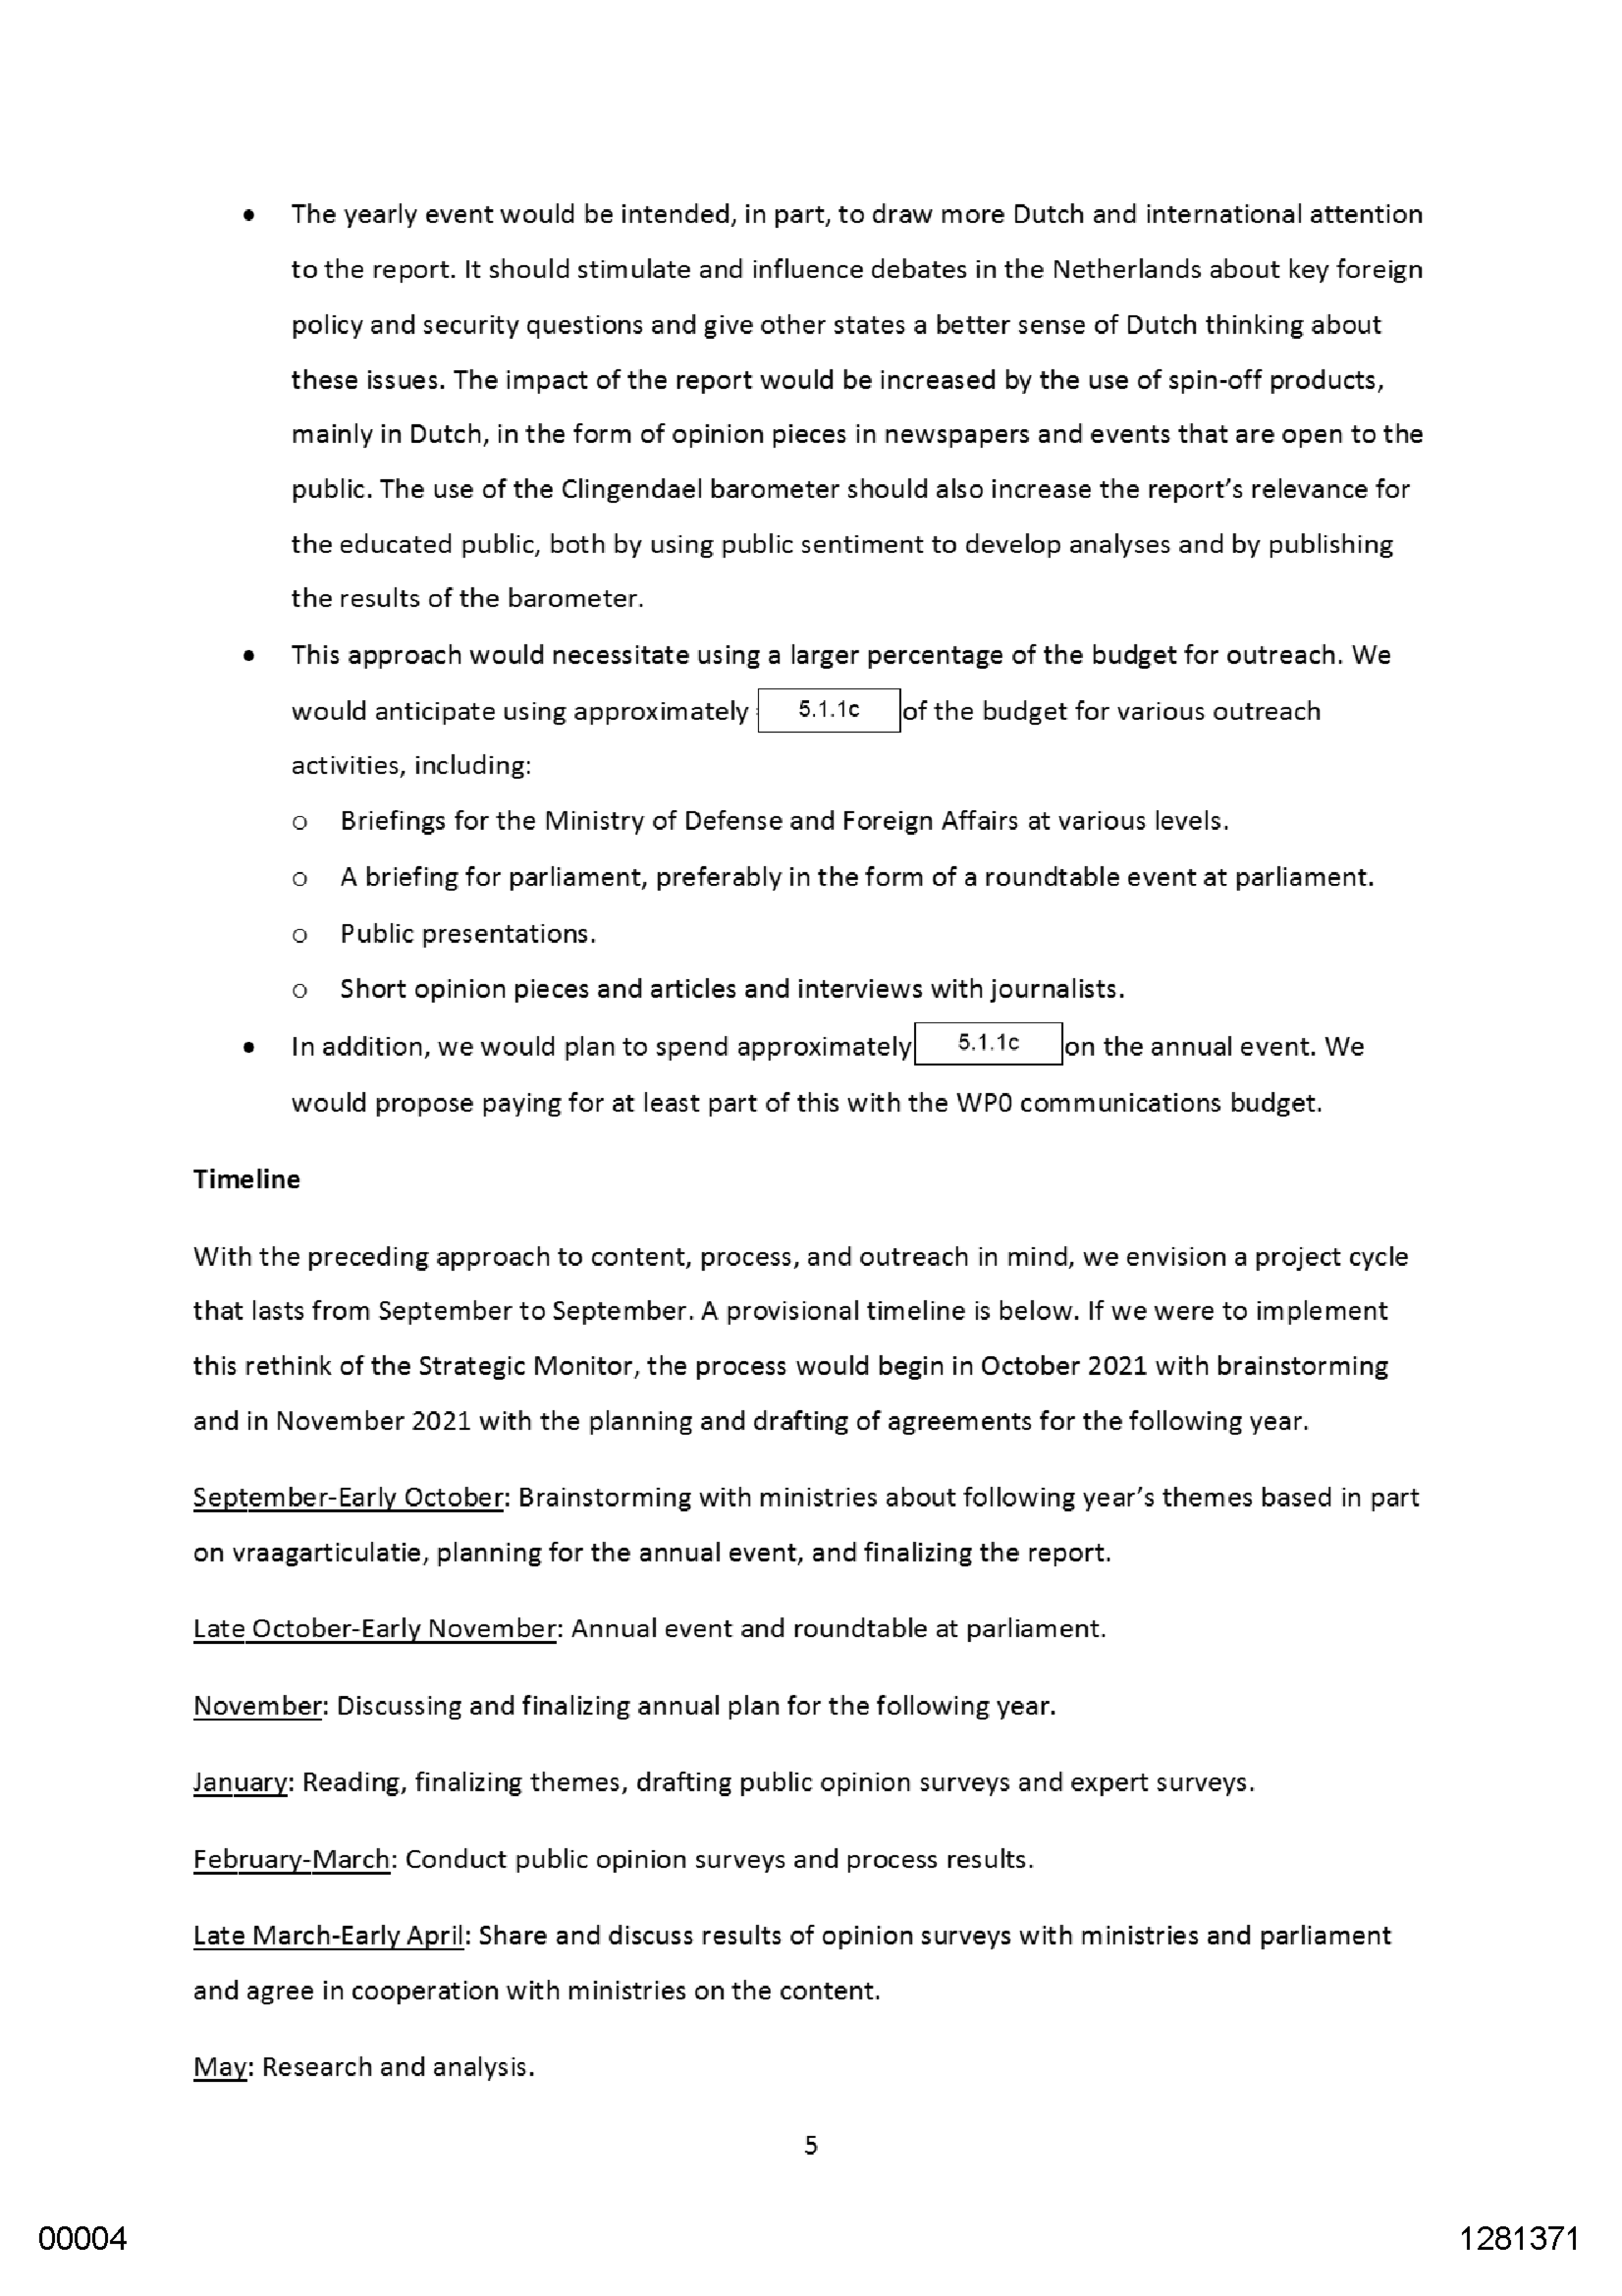 • The yearly event would be intended, in part, to draw more Dutch and international attention
to the report. It should stimulate and influence debates in the Netherlands about key foreign
policy and security questions and give other states a better sense of Dutch thinking about
these issues. The impact of the report would be increased by the use of spin-off products,
mainly in Dutch, in the form of opinion pieces in newspapers and events that are open to the
public. The use of the Clingendael barometer should also increase the report’s relevance for
the educated public, both by using public sentiment to develop analyses and by publishing
the results of the barometer.
• This approach would necessitate using a larger percentage of the budget for outreach. We
would anticipate using approximately 5.1.1c of the budget for various outreach
activities, including:
o Briefings for the Ministry of Defense and Foreign Affairs at various levels.
o A briefing for parliament, preferably in the form of a roundtable event at parliament.
o Public presentations.
o Short opinion pieces and articles and interviews with journalists.
• In addition, we would plan to spend approximately 5.1.1c on the annual event. We
would propose paying for at least part of this with the WP0 communications budget.
Timeline
With the preceding approach to content, process, and outreach in mind, we envision a project cycle
that lasts from September to September. A provisional timeline is below. If we were to implement
this rethink of the Strategic Monitor, the process would begin in October 2021 with brainstorming
and in November 2021 with the planning and drafting of agreements for the following year.
September-Early October: Brainstorming with ministries about following year’s themes based in part
on vraagarticulatie, planning for the annual event, and finalizing the report.
Late October-Early November: Annual event and roundtable at parliament.
November: Discussing and finalizing annual plan for the following year.
January: Reading, finalizing themes, drafting public opinion surveys and expert surveys.
February-March: Conduct public opinion surveys and process results.
Late March-Early April: Share and discuss results of opinion surveys with ministries and parliament
and agree in cooperation with ministries on the content.
May: Research and analysis.
5
00004 1281371